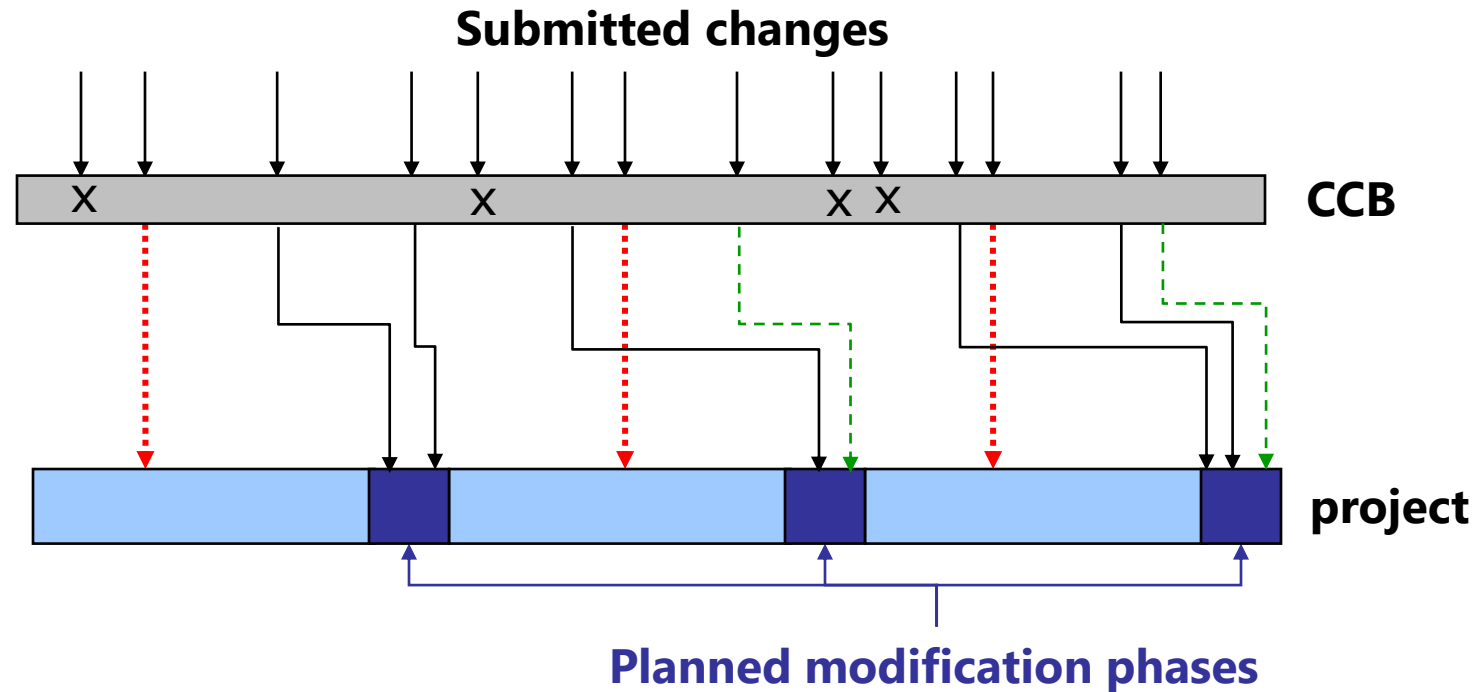 Submitted changes
X X X X
CCB
project
Planned modification phases